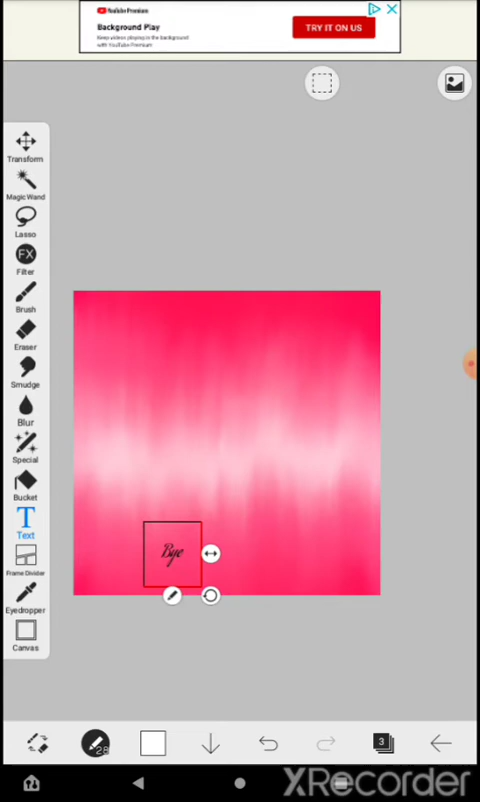 YouTube Premium
Background Play
Keep videos playing in the background
with YouTube Premium
TRY IT ON US
Transform
Magic Wand
Lasso
FX
Filter
Brush
Eraser
Smudge
Blur
Special
Bucket
T
Text
Frame Divider
Eyedropper
Canvas
Bye
28
3
XRecorder